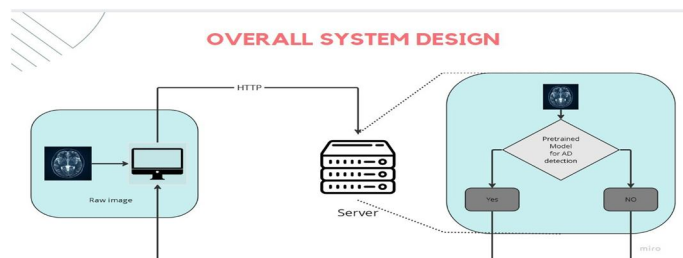 OVERALL SYSTEM DESIGN
HTTP
Raw image
Server
Pretrained
Model
for AD
detection
Yes
NO
miro